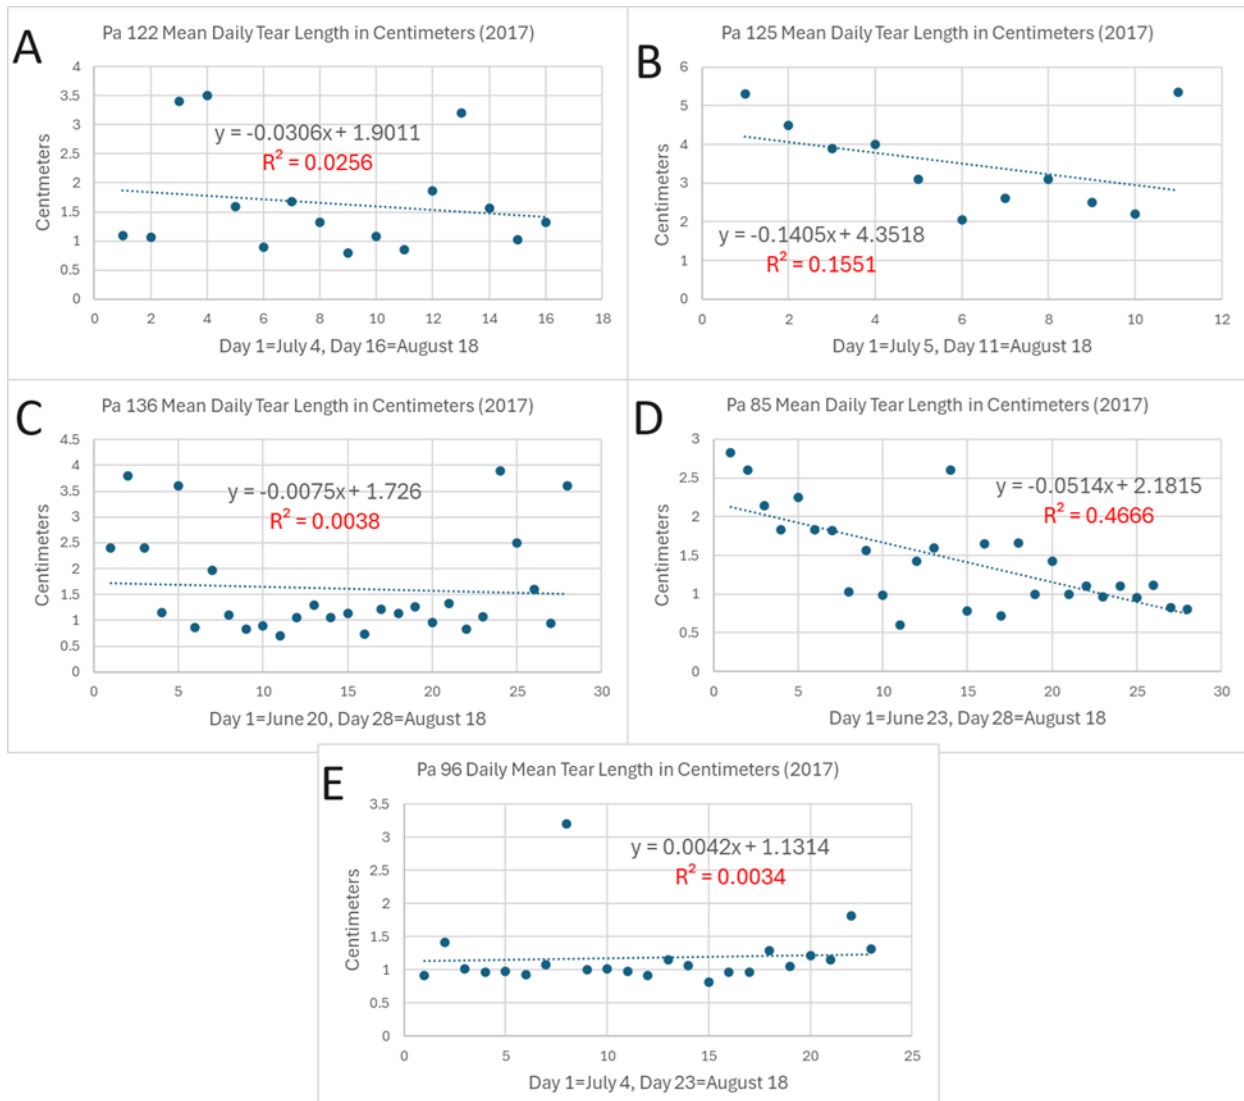 A
Pa 122 Mean Daily Tear Length in Centimeters (2017)
4
3.5
3
2.5
2
1.5
1
0.5
0
Centmeters
y = -0.0306x + 1.9011
R² = 0.0256
0 2 4 6 8 10 12 14 16 18
Day 1=July 4, Day 16=August 18
B
Pa 125 Mean Daily Tear Length in Centimeters (2017)
6
5
4
3
2
1
0
Centimeters
y = -0.1405x + 4.3518
R² = 0.1551
0 2 4 6 8 10 12
Day 1=July 5, Day 11=August 18
C
Pa 136 Mean Daily Tear Length in Centimeters (2017)
4.5
4
3.5
3
2.5
2
1.5
1
0.5
0
Centimeters
y = -0.0075x + 1.726
R² = 0.0038
0 5 10 15 20 25 30
Day 1=June 20, Day 28=August 18
D
Pa 85 Mean Daily Tear Length in Centimeters (2017)
3
2.5
2
1.5
1
0.5
0
Centimeters
y = -0.0514x + 2.1815
R² = 0.4666
0 5 10 15 20 25 30
Day 1=June 23, Day 28=August 18
E
Pa 96 Daily Mean Tear Length in Centimeters (2017)
3.5
3
2.5
2
1.5
1
0.5
0
Centimeters
y = 0.0042x + 1.1314
R² = 0.0034
0 5 10 15 20 25
Day 1=July 4, Day 23=August 18